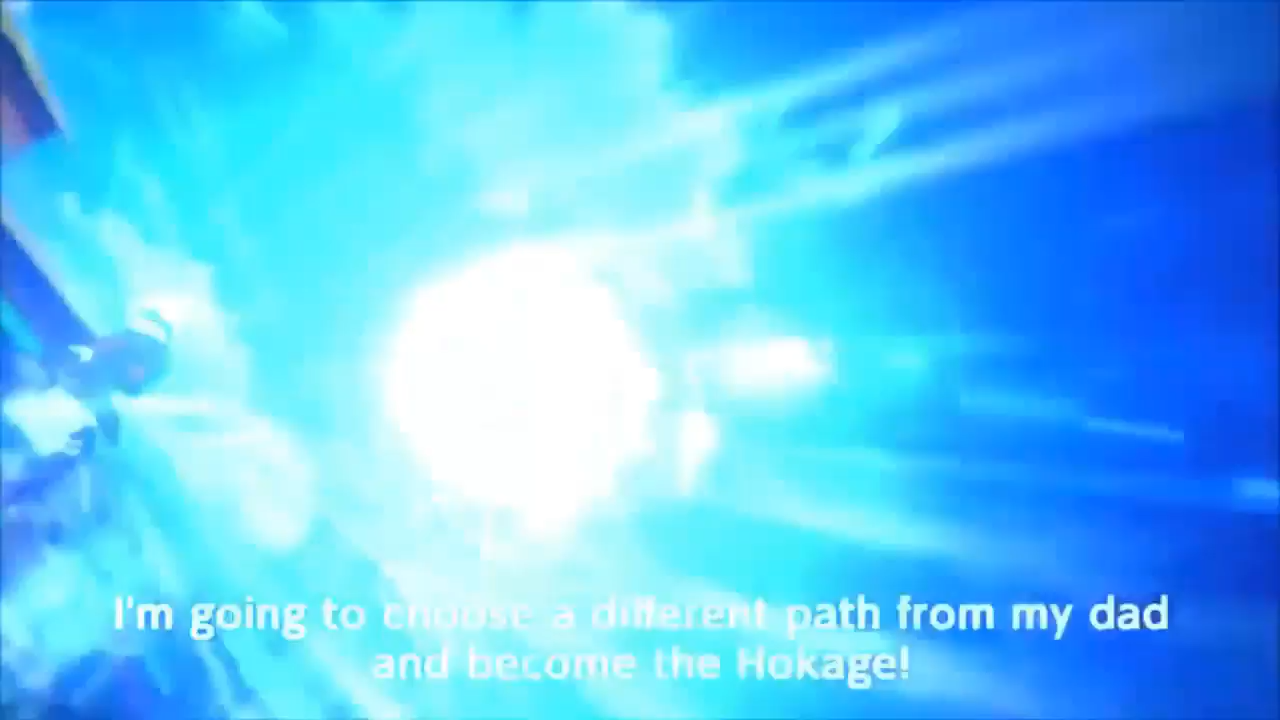 I'm going to choose a different path from my dad
and become the Hokage!